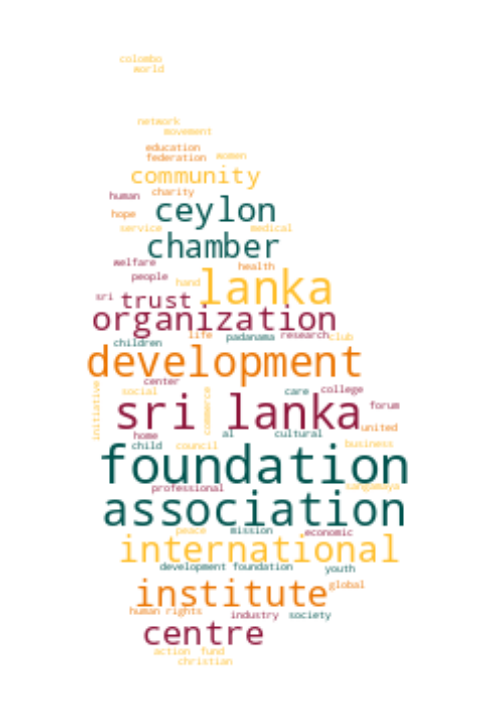 colombo
world
network
movement
education
federation women
community
human charity
hope ceylon
service medical
chamber
welfare
health
people
hand lanka
sri trust
organization
life padanama research club
children
development
center
social care college
initiative
commerce
sri lanka forum
united
home al cultural
child council business
foundation
professional sangamaya
association
peace mission economic
international
development foundation youth
global
institute
human rights industry society
centre
action fund
christian